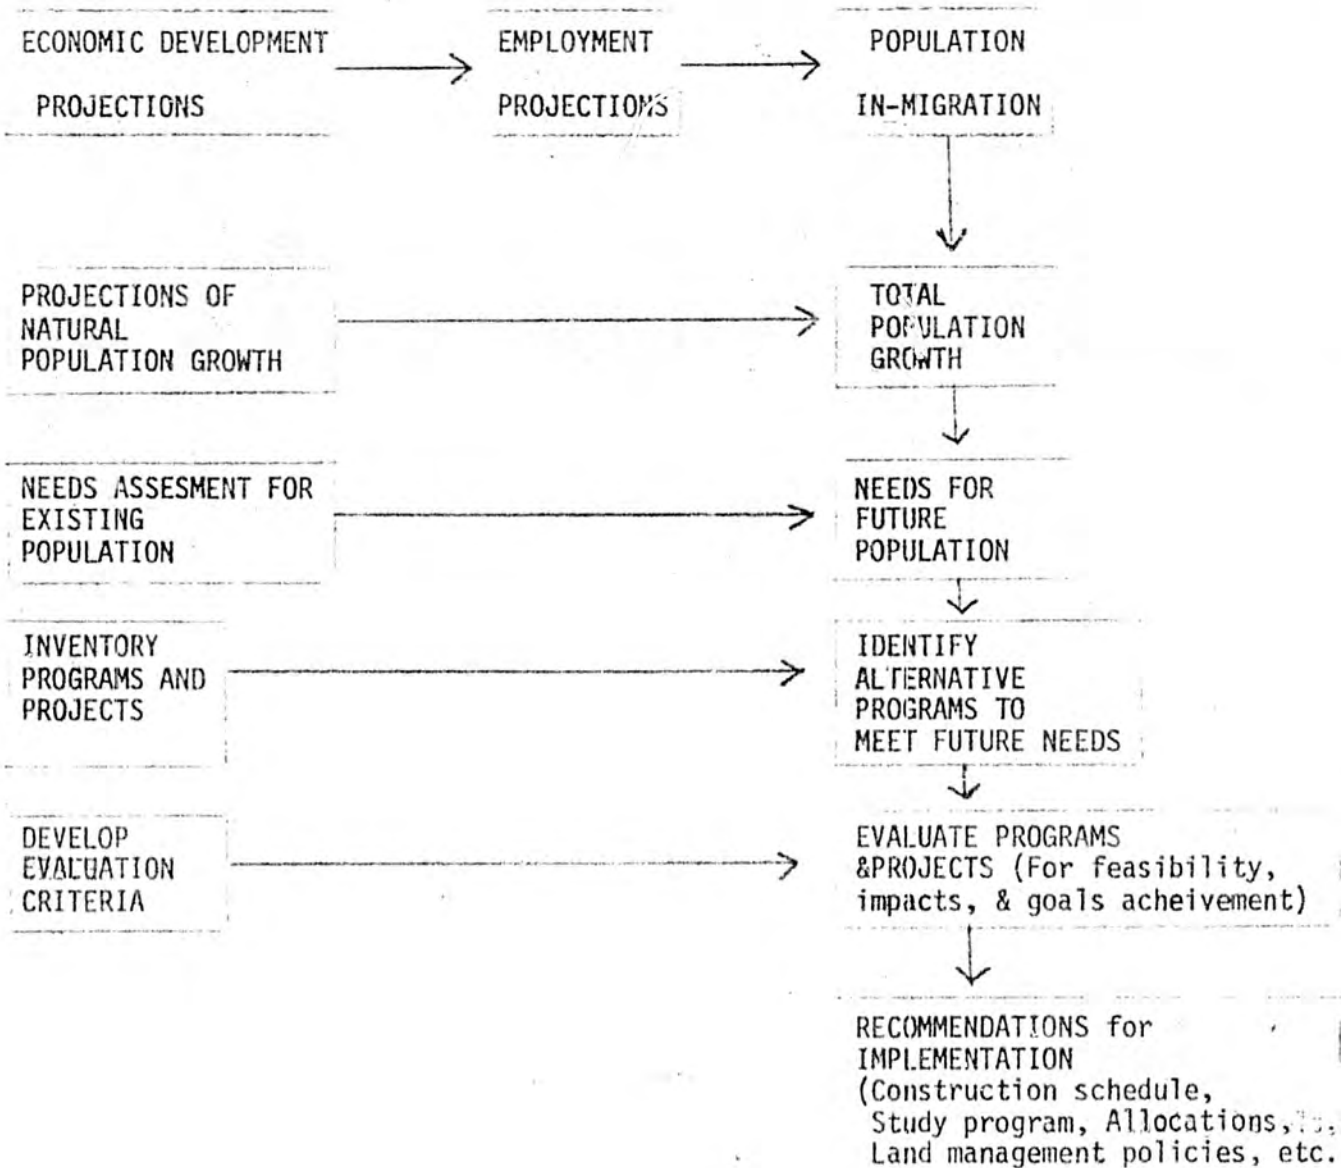 ECONOMIC DEVELOPMENT
PROJECTIONS
EMPLOYMENT
PROJECTIONS
POPULATION
IN-MIGRATION
PROJECTIONS OF
NATURAL
POPULATION GROWTH
TOTAL
POPULATION
GROWTH
NEEDS ASSESMENT FOR
EXISTING
POPULATION
NEEDS FOR
FUTURE
POPULATION
INVENTORY
PROGRAMS AND
PROJECTS
IDENTIFY
ALTERNATIVE
PROGRAMS TO
MEET FUTURE NEEDS
DEVELOP
EVALUATION
CRITERIA
EVALUATE PROGRAMS
&PROJECTS (For feasibility,
impacts, & goals acheivement)
RECOMMENDATIONS for
IMPLEMENTATION
(Construction schedule,
Study program, Allocations,
Land management policies, etc.